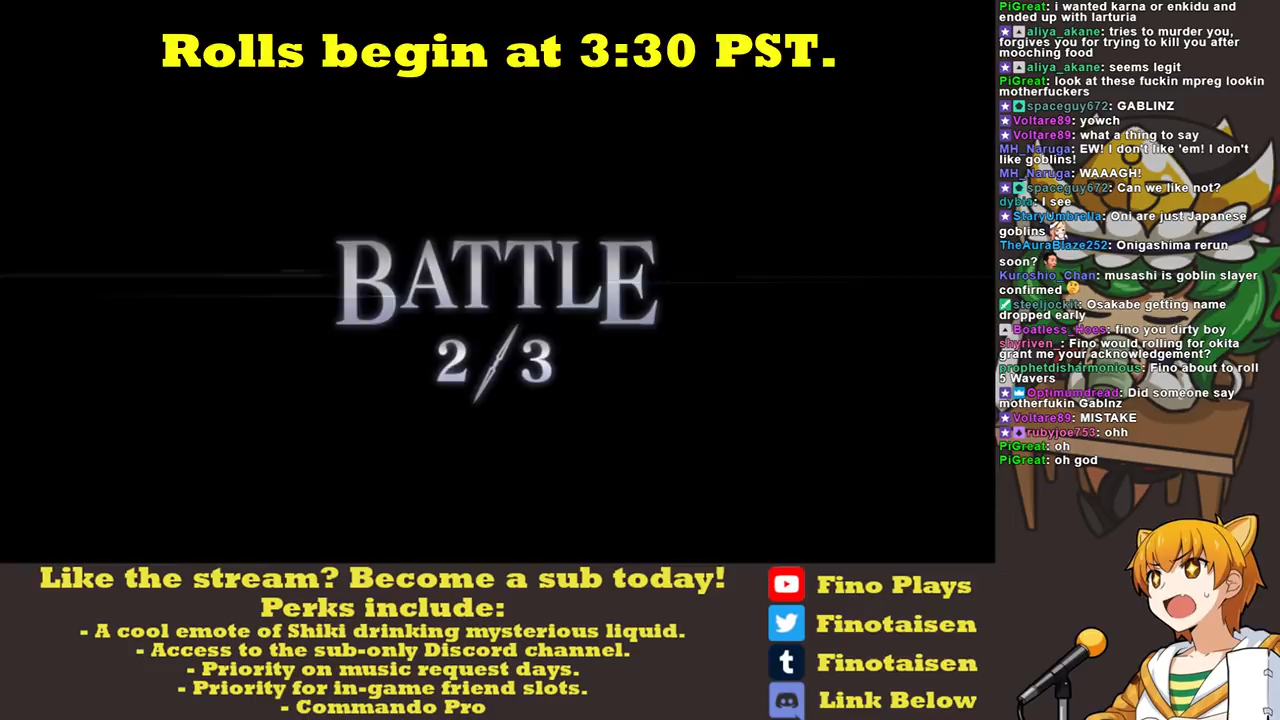 Rolls begin at 3:30 PST.
BATTLE
2/3
PiGreat: i wanted karna or enkidu and
ended up with larturia
aliya_akane: tries to murder you,
forgives you for trying to kill you after
mooching food
aliya_akane: seems legit
PiGreat: look at these fuckin mpreg lookin
motherfuckers
spaceguy672: GABLINZ
Voltare89: yowch
Voltare89: what a thing to say
MH_Naruga: EW! I don't like 'em! I don't
like goblins!
MH_Naruga: WAAAGH!
spaceguy672: Can we like not?
dybta: I see
StaryUmbrella: Oni are just Japanese
goblins
TheAuraBlaze252: Onigashima rerun
soon?
Kuroshio_Chan: musashi is goblin slayer
confirmed
steeljockit: Osakabe getting name
dropped early
Boatless_Hoes: fino you dirty boy
shyriven_: Fino would rolling for okita
grant me your acknowledgement?
prophetdisharmonious: Fino about to roll
5 Wavers
Optimumdread: Did someone say
motherfukin Gablnz
Voltare89: MISTAKE
rubyjoe753: ohh
PiGreat: oh
PiGreat: oh god
Like the stream? Become a sub today!
Perks include:
- A cool emote of Shiki drinking mysterious liquid.
- Access to the sub-only Discord channel.
- Priority on music request days.
- Priority for in-game friend slots.
- Commando Pro
Fino Plays
Finotaisen
Finotaisen
Link Below